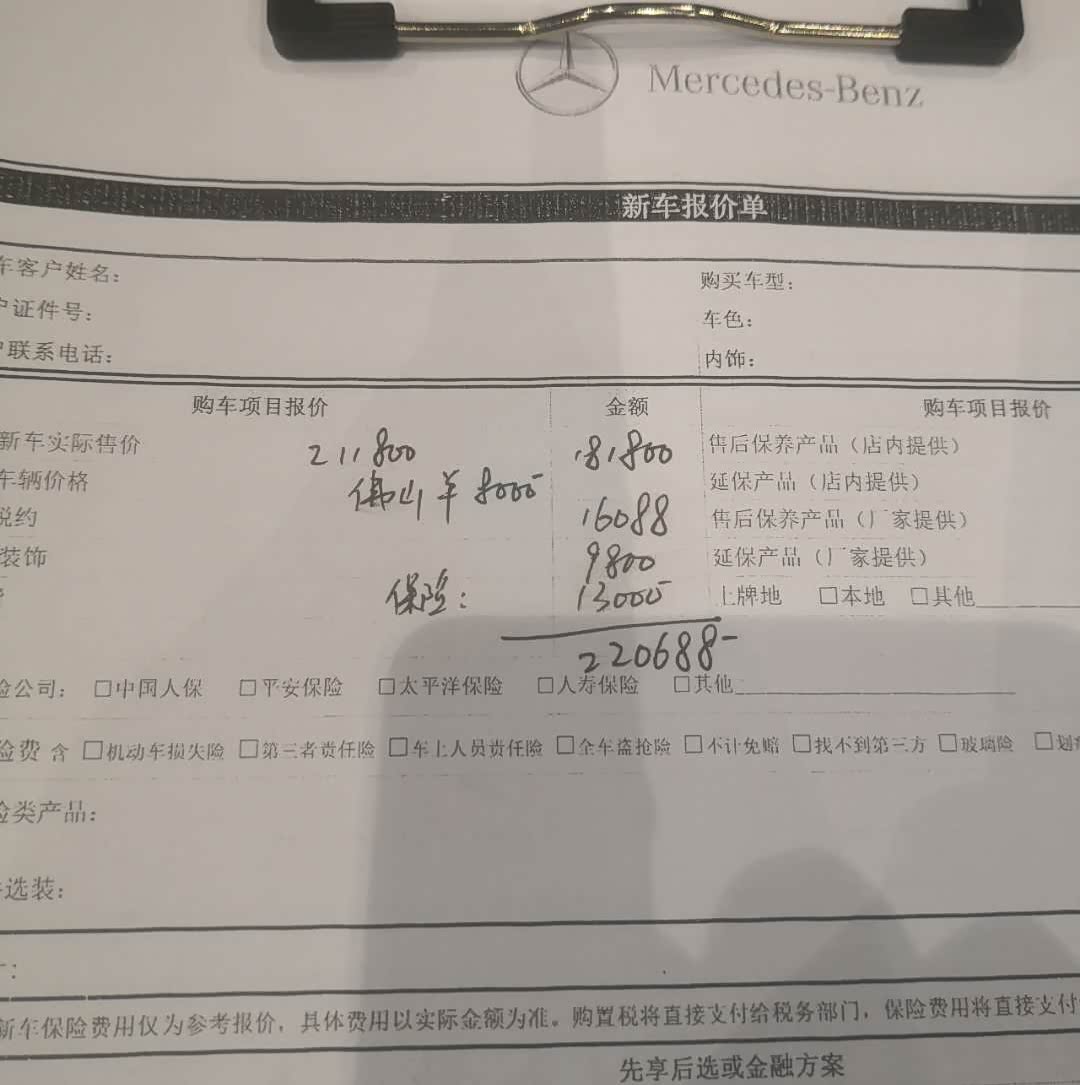 Mercedes-Benz
新车报价单
车客户姓名：
购买车型：
户证件号：
车色：
户联系电话：
内饰：
购车项目报价 金额 购车项目报价
新车实际售价 211800 181800 售后保养产品（店内提供）
车辆价格 佛山 8000 延保产品（店内提供）
税约 16088 售后保养产品（厂家提供）
装饰 9800 延保产品（厂家提供）
保险： 13000 上牌地 □本地 □其他
220688-
险公司： □中国人保 □平安保险 □太平洋保险 □人寿保险 □其他
险费 含 □机动车损失险 □第三者责任险 □车上人员责任险 □全车盗抢险 □不计免赔 □找不到第三方 □玻璃险 □划
险类产品：
选装：
新车保险费用仅为参考报价，具体费用以实际金额为准。购置税将直接支付给税务部门，保险费用将直接支付
先享后选或金融方案